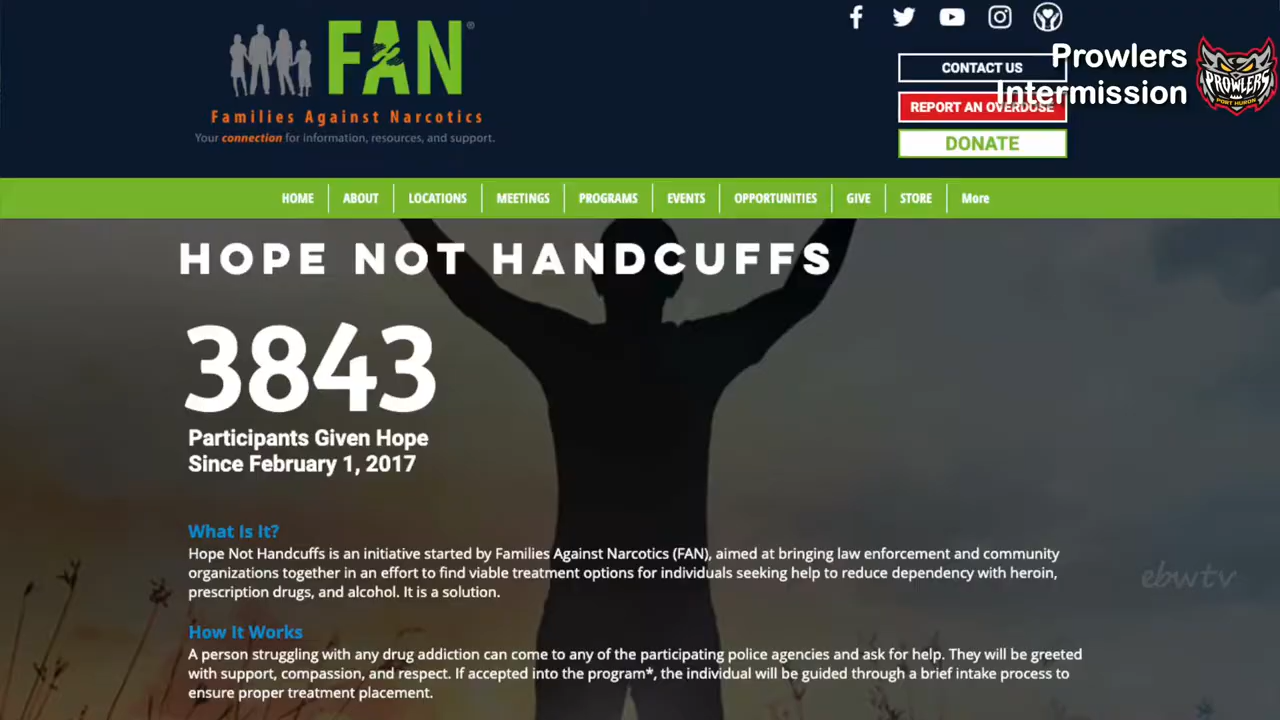 FAN®
Families Against Narcotics
Your connection for information, resources, and support.
CONTACT US
REPORT AN OVERDOSE
DONATE
Prowlers
Intermission
PROWLERS
PORT HURON
HOME ABOUT LOCATIONS MEETINGS PROGRAMS EVENTS OPPORTUNITIES GIVE STORE More
HOPE NOT HANDCUFFS
3843
Participants Given Hope
Since February 1, 2017
What Is It?
Hope Not Handcuffs is an initiative started by Families Against Narcotics (FAN), aimed at bringing law enforcement and community
organizations together in an effort to find viable treatment options for individuals seeking help to reduce dependency with heroin,
prescription drugs, and alcohol. It is a solution.
ebwtv
How It Works
A person struggling with any drug addiction can come to any of the participating police agencies and ask for help. They will be greeted
with support, compassion, and respect. If accepted into the program*, the individual will be guided through a brief intake process to
ensure proper treatment placement.